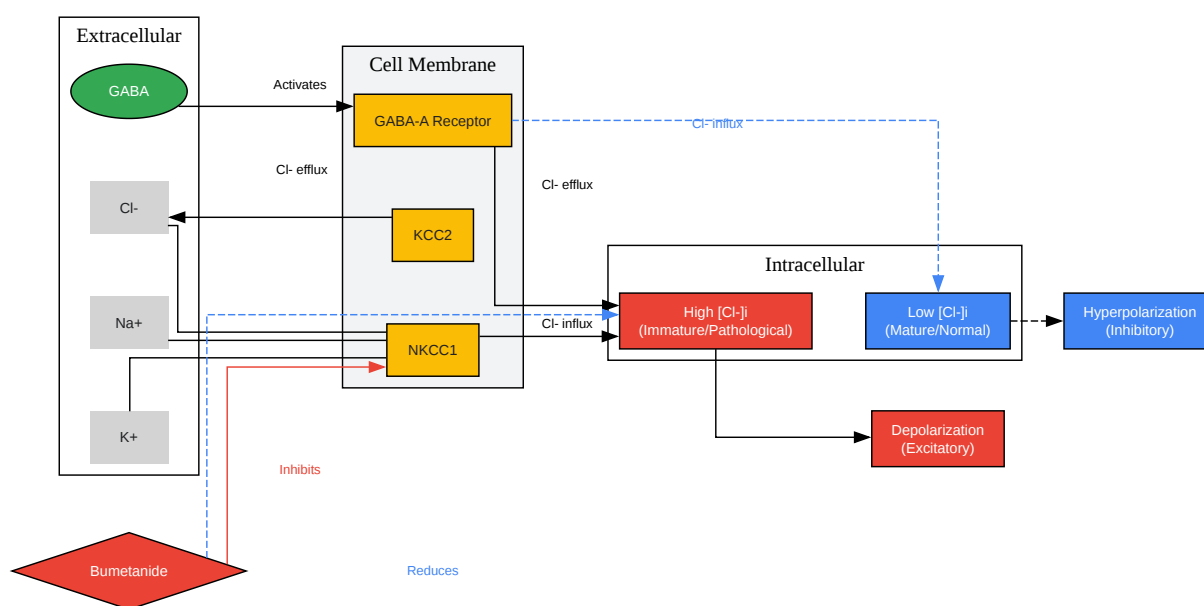 Extracellular
GABA
Activates
Cell Membrane
GABA-A Receptor
Cl- influx
Cl- efflux
Cl- efflux
Cl-
KCC2
Intracellular
High [Cl-]i
(Immature/Pathological)
Low [Cl-]i
(Mature/Normal)
Hyperpolarization
(Inhibitory)
Na+
Cl- influx
NKCC1
K+
Depolarization
(Excitatory)
Inhibits
Bumetanide
Reduces